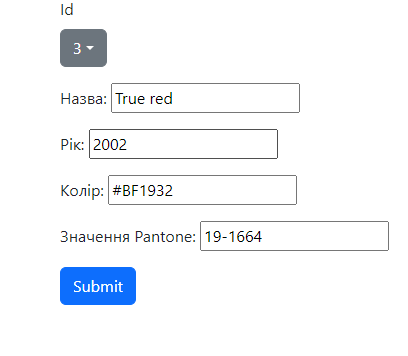 Id
3
Назва: True red
Рік: 2002
Колір: #BF1932
Значення Pantone: 19-1664
Submit